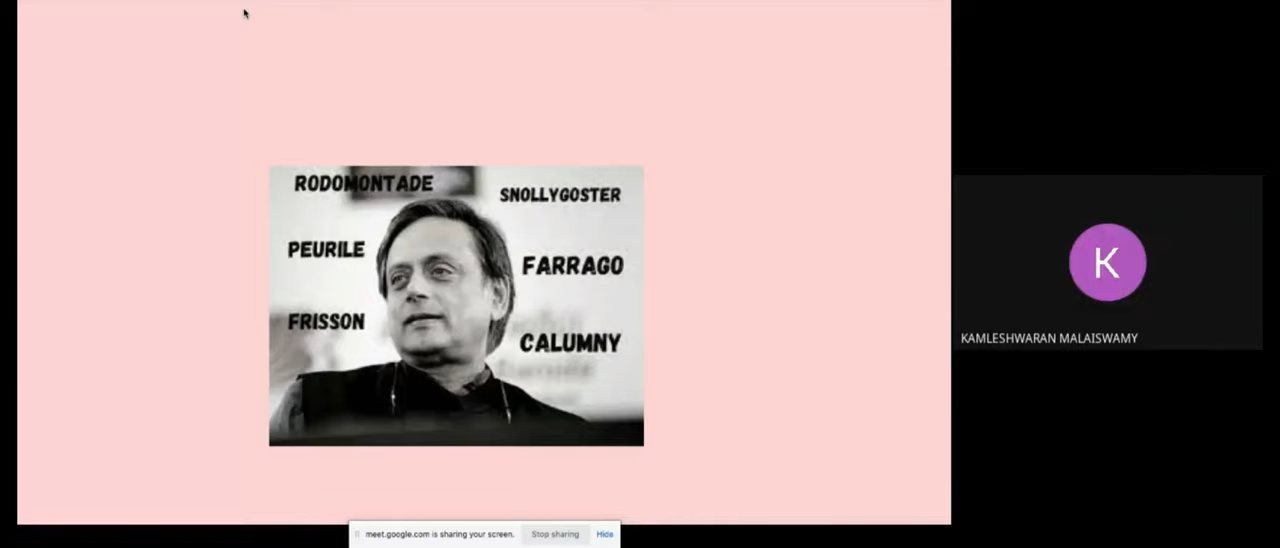 RODOMONTADE
SNOLLYGOSTER
PEURILE
FARRAGO
FRISSON
CALUMNY
K
KAMLESHWARAN MALAISWAMY
meet.google.com is sharing your screen.
Stop sharing
Hide